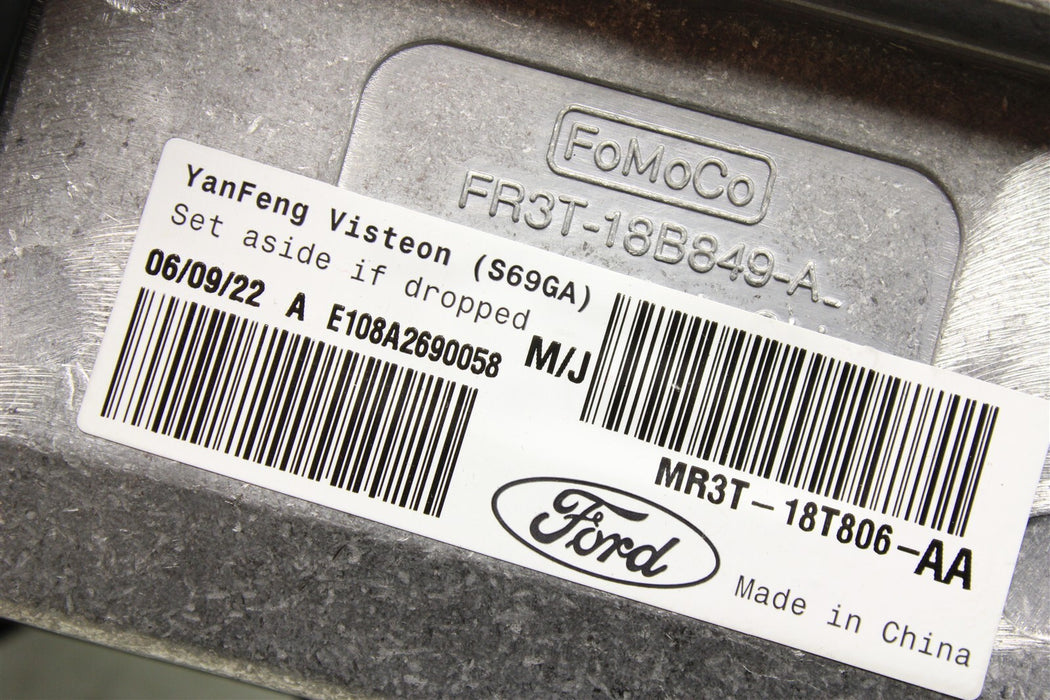 FoMoCo
FR3T-18B849-A_
YanFeng Visteon (S69GA)
Set aside if dropped
06/09/22 A E108A2690058
M/J
MR3T-18T806-AA
Ford
Made in China